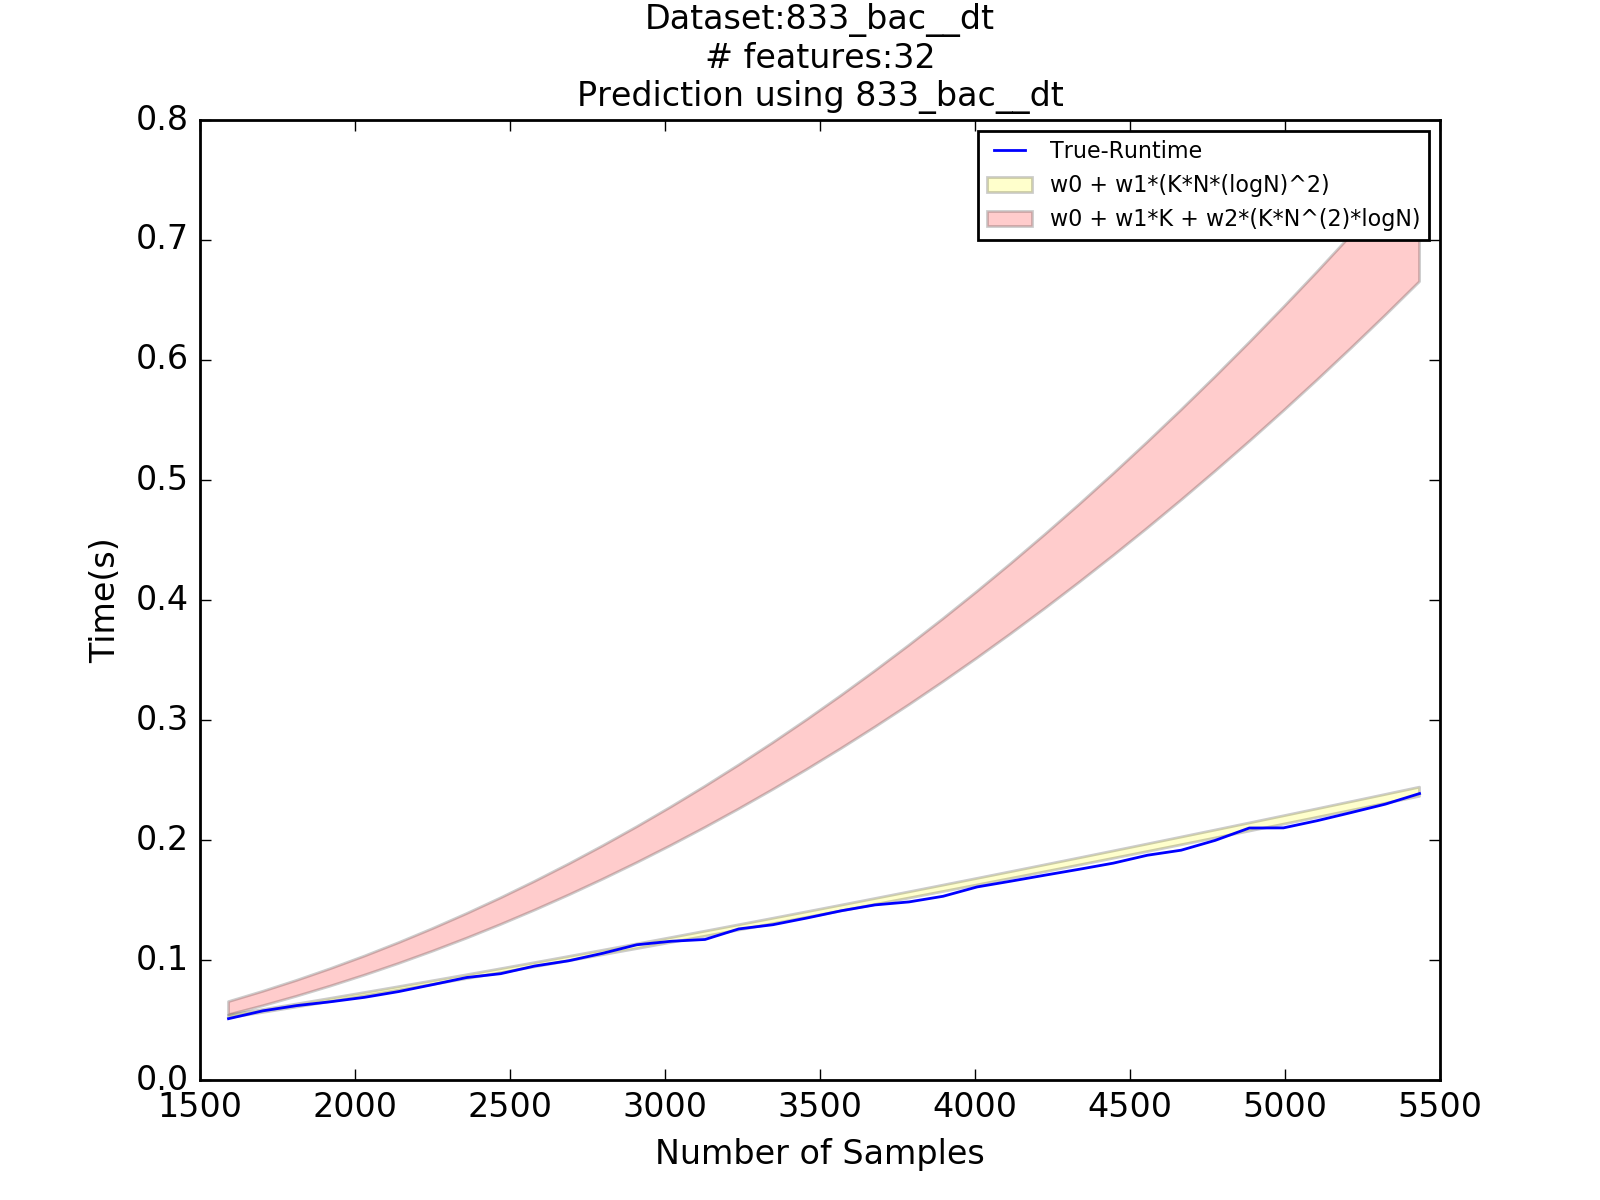 Dataset:833_bac__dt
# features:32
Prediction using 833_bac__dt
True-Runtime
w0 + w1*(K*N*(logN)^2)
w0 + w1*K + w2*(K*N^(2)*logN)
0.8
0.7
0.6
0.5
0.4
0.3
0.2
0.1
0.0
Time(s)
1500 2000 2500 3000 3500 4000 4500 5000 5500
Number of Samples